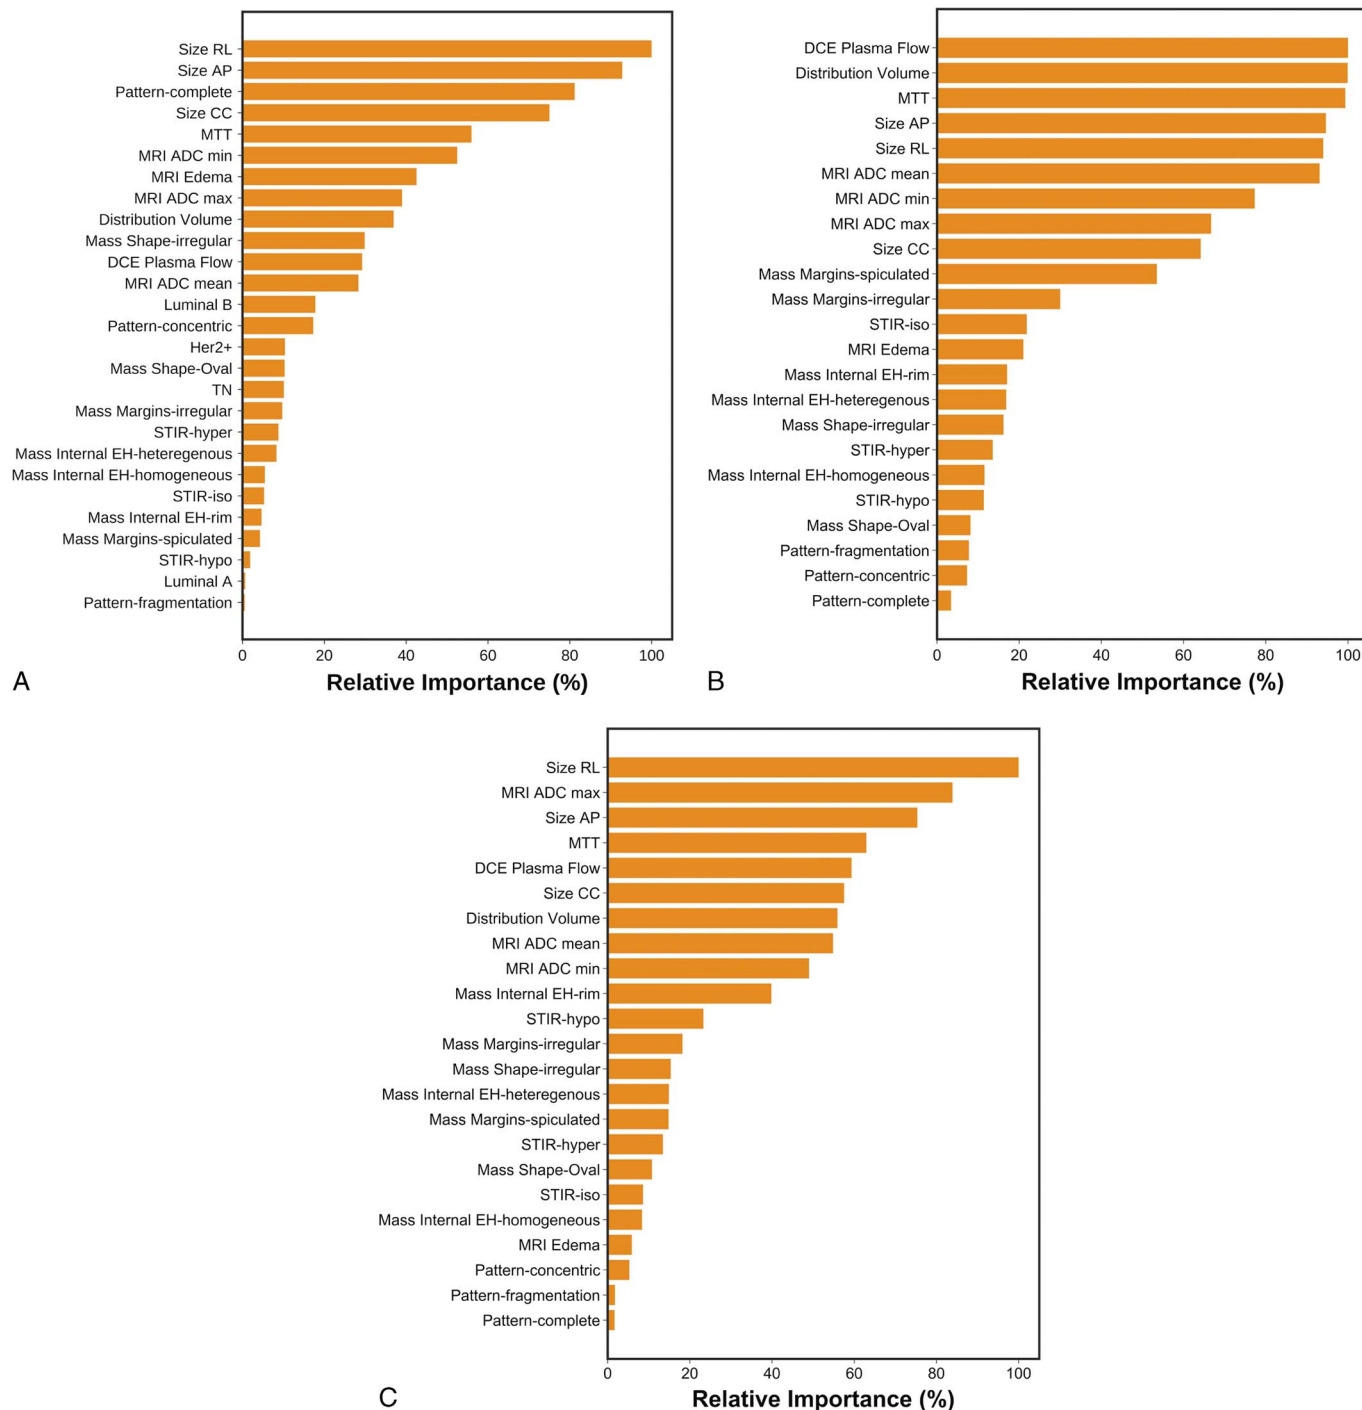 Size RL
Size AP
Pattern-complete
Size CC
MTT
MRI ADC min
MRI Edema
MRI ADC max
Distribution Volume
Mass Shape-irregular
DCE Plasma Flow
MRI ADC mean
Luminal B
Pattern-concentric
Her2+
Mass Shape-Oval
TN
Mass Margins-irregular
STIR-hyper
Mass Internal EH-heteregenous
Mass Internal EH-homogeneous
STIR-iso
Mass Internal EH-rim
Mass Margins-spiculated
STIR-hypo
Luminal A
Pattern-fragmentation
0 20 40 60 80 100
Relative Importance (%)
A
DCE Plasma Flow
Distribution Volume
MTT
Size AP
Size RL
MRI ADC mean
MRI ADC min
MRI ADC max
Size CC
Mass Margins-spiculated
Mass Margins-irregular
STIR-iso
MRI Edema
Mass Internal EH-rim
Mass Internal EH-heteregenous
Mass Shape-irregular
STIR-hyper
Mass Internal EH-homogeneous
STIR-hypo
Mass Shape-Oval
Pattern-fragmentation
Pattern-concentric
Pattern-complete
0 20 40 60 80 100
Relative Importance (%)
B
Size RL
MRI ADC max
Size AP
MTT
DCE Plasma Flow
Size CC
Distribution Volume
MRI ADC mean
MRI ADC min
Mass Internal EH-rim
STIR-hypo
Mass Margins-irregular
Mass Shape-irregular
Mass Internal EH-heteregenous
Mass Margins-spiculated
STIR-hyper
Mass Shape-Oval
STIR-iso
Mass Internal EH-homogeneous
MRI Edema
Pattern-concentric
Pattern-fragmentation
Pattern-complete
0 20 40 60 80 100
Relative Importance (%)
C